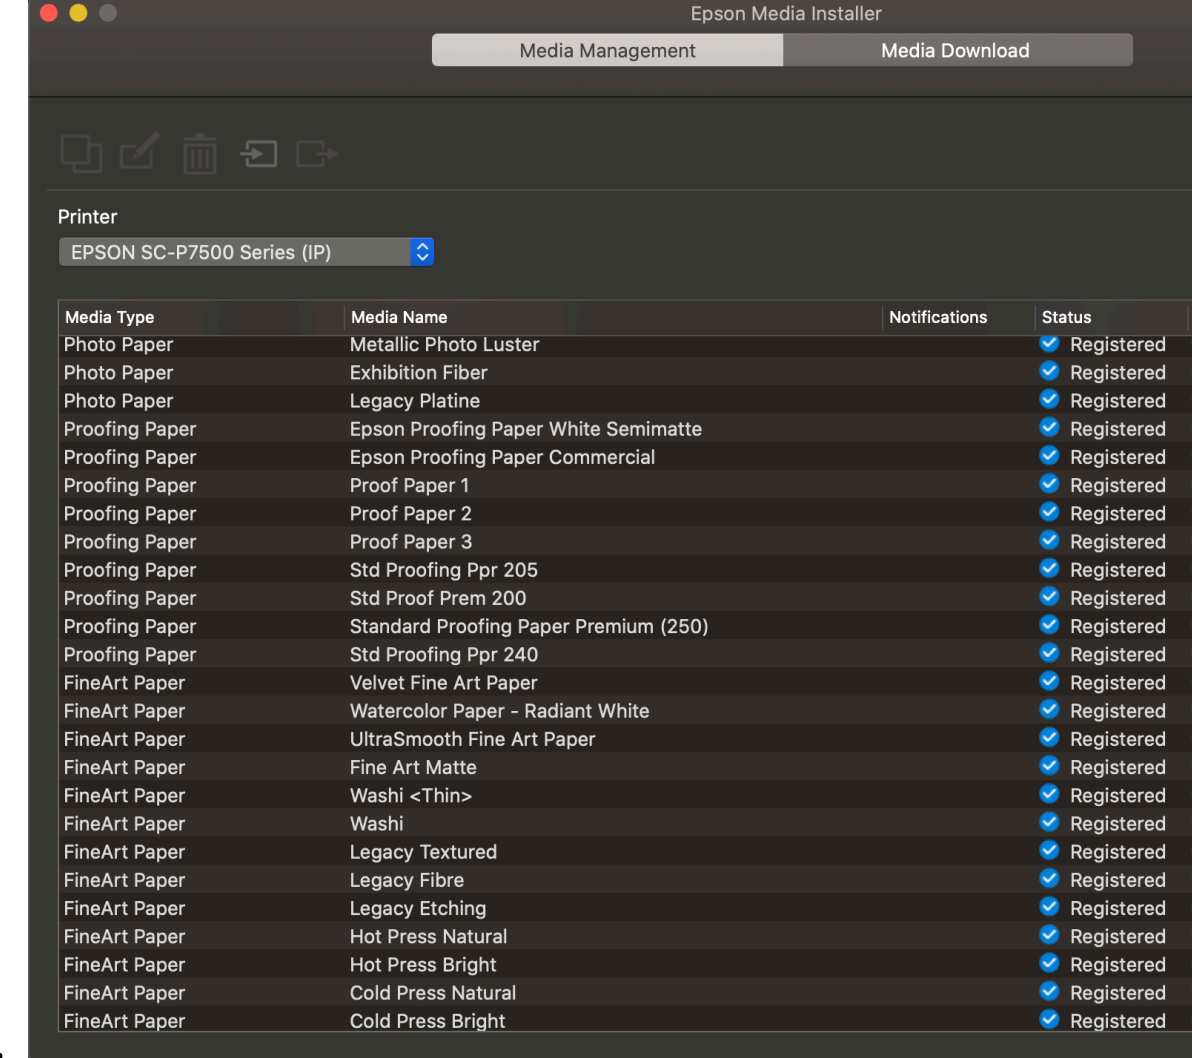 Epson Media Installer
Media Management Media Download
Printer
EPSON SC-P7500 Series (IP)
Media Type Media Name Notifications Status
Photo Paper Metallic Photo Luster Registered
Photo Paper Exhibition Fiber Registered
Photo Paper Legacy Platine Registered
Proofing Paper Epson Proofing Paper White Semimatte Registered
Proofing Paper Epson Proofing Paper Commercial Registered
Proofing Paper Proof Paper 1 Registered
Proofing Paper Proof Paper 2 Registered
Proofing Paper Proof Paper 3 Registered
Proofing Paper Std Proofing Ppr 205 Registered
Proofing Paper Std Proof Prem 200 Registered
Proofing Paper Standard Proofing Paper Premium (250) Registered
Proofing Paper Std Proofing Ppr 240 Registered
FineArt Paper Velvet Fine Art Paper Registered
FineArt Paper Watercolor Paper - Radiant White Registered
FineArt Paper UltraSmooth Fine Art Paper Registered
FineArt Paper Fine Art Matte Registered
FineArt Paper Washi <Thin> Registered
FineArt Paper Washi Registered
FineArt Paper Legacy Textured Registered
FineArt Paper Legacy Fibre Registered
FineArt Paper Legacy Etching Registered
FineArt Paper Hot Press Natural Registered
FineArt Paper Hot Press Bright Registered
FineArt Paper Cold Press Natural Registered
FineArt Paper Cold Press Bright Registered